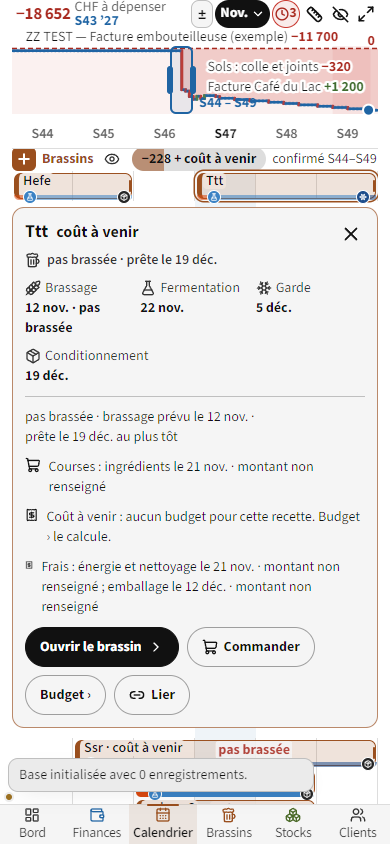 −18 652 CHF à dépenser
S43 ’27
± Nov. 3
ZZ TEST — Facture embouteilleuse (exemple) −11 700
0
Sols : colle et joints −320
Facture Café du Lac +1 200
S44 – S49
S44 S45 S46 S47 S48 S49
+ Brassins −228 + coût à venir confirmé S44–S49
Hefe Ttt
Ttt coût à venir
pas brassée · prête le 19 déc.
Brassage Fermentation Garde
12 nov. · pas brassée 22 nov. 5 déc.
Conditionnement
19 déc.
pas brassée · brassage prévu le 12 nov. ·
prête le 19 déc. au plus tôt
Courses : ingrédients le 21 nov. · montant non
renseigné
Coût à venir : aucun budget pour cette recette. Budget
› le calcule.
Frais : énergie et nettoyage le 21 nov. · montant non
renseigné ; emballage le 12 déc. · montant non
renseigné
Ouvrir le brassin Commander
Budget › Lier
Ssr · coût à venir pas brassée
Base initialisée avec 0 enregistrements.
Bord Finances Calendrier Brassins Stocks Clients